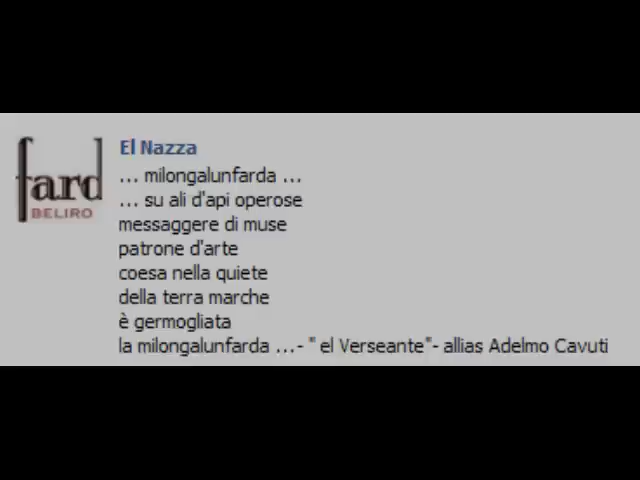 fard
BELIRO
El Nazza
... milongalunfarda ...
... su ali d'api operose
messaggere di muse
patrone d'arte
coesa nella quiete
della terra marche
è germogliata
la milongalunfarda ...- " el Verseante"- allias Adelmo Cavuti